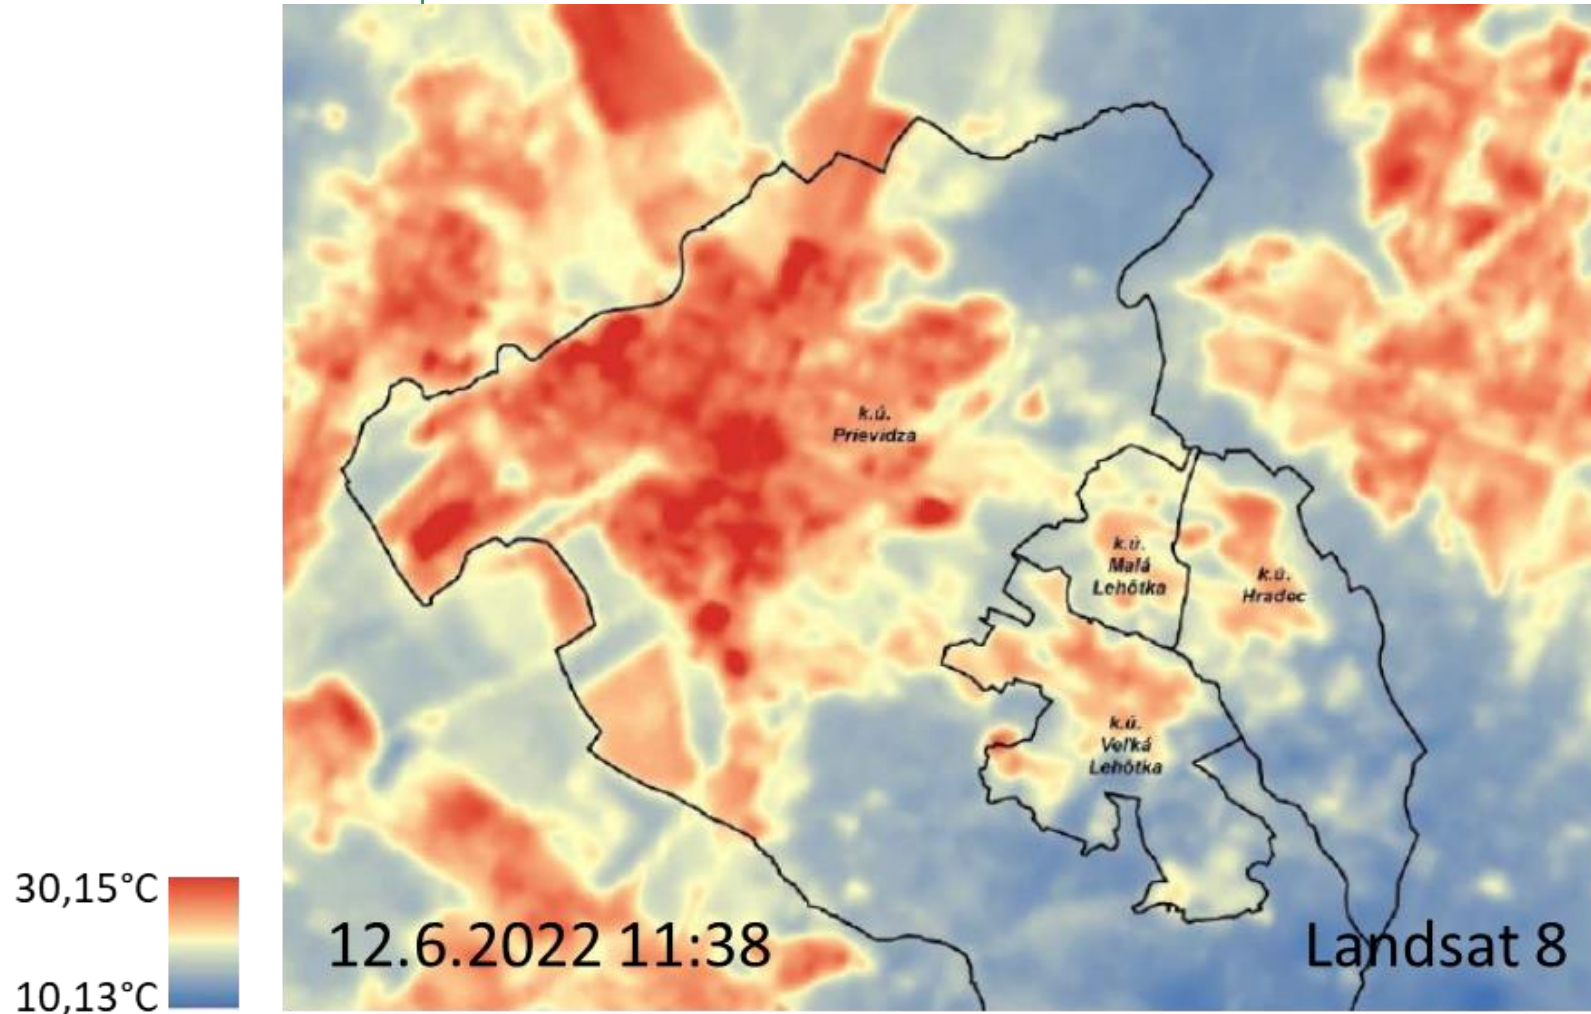 k.ú.
Prievidza
k.ú.
Malá
Lehôtka
k.ú.
Hradec
k.ú.
Veľká
Lehôtka
30,15°C
10,13°C
12.6.2022 11:38
Landsat 8